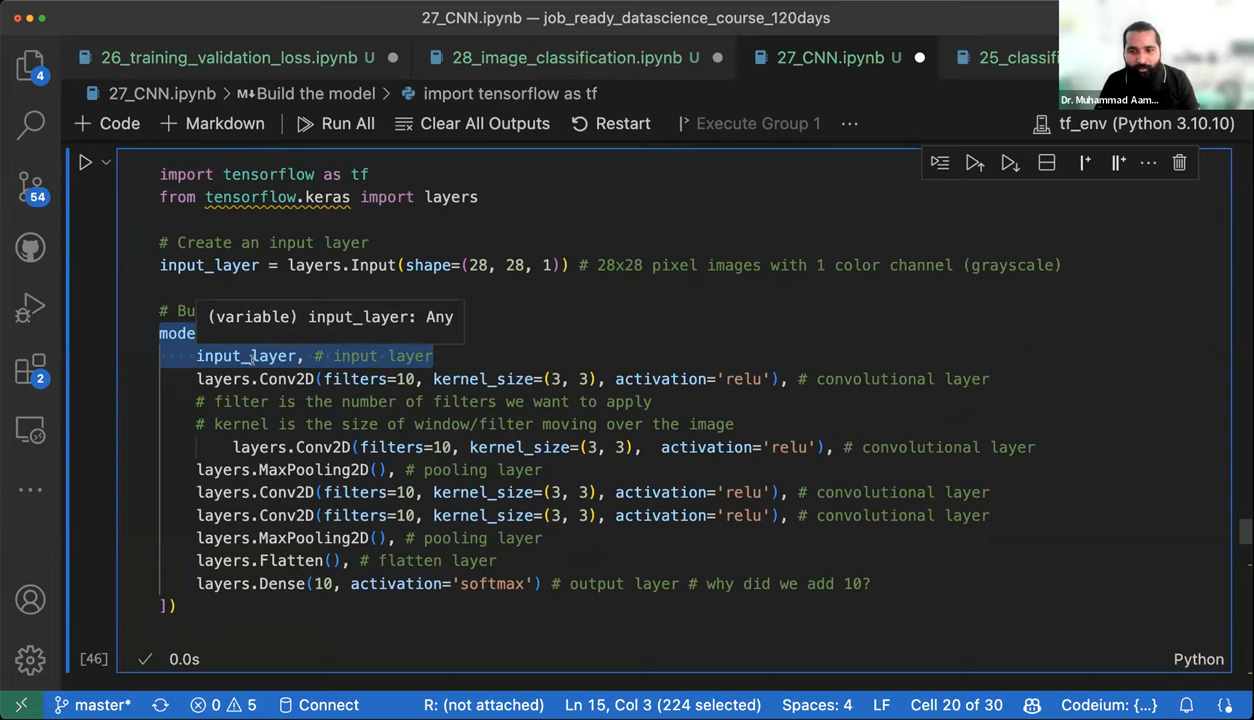 27_CNN.ipynb — job_ready_datascience_course_120days
4
26_training_validation_loss.ipynb U
28_image_classification.ipynb U
27_CNN.ipynb U
25_classif
Dr. Muhammad Aam...
27_CNN.ipynb > M↓Build the model > import tensorflow as tf
+ Code + Markdown Run All Clear All Outputs Restart Execute Group 1 ...
tf_env (Python 3.10.10)
54
2
import tensorflow as tf
from tensorflow.keras import layers
# Create an input layer
input_layer = layers.Input(shape=(28, 28, 1)) # 28x28 pixel images with 1 color channel (grayscale)
# Bu
(variable) input_layer: Any
mode
input_layer, # input layer
layers.Conv2D(filters=10, kernel_size=(3, 3), activation='relu'), # convolutional layer
# filter is the number of filters we want to apply
# kernel is the size of window/filter moving over the image
layers.Conv2D(filters=10, kernel_size=(3, 3), activation='relu'), # convolutional layer
layers.MaxPooling2D(), # pooling layer
layers.Conv2D(filters=10, kernel_size=(3, 3), activation='relu'), # convolutional layer
layers.Conv2D(filters=10, kernel_size=(3, 3), activation='relu'), # convolutional layer
layers.MaxPooling2D(), # pooling layer
layers.Flatten(), # flatten layer
layers.Dense(10, activation='softmax') # output layer # why did we add 10?
])
[46] ✓ 0.0s Python
master* 0 5 Connect R: (not attached) Ln 15, Col 3 (224 selected) Spaces: 4 LF Cell 20 of 30 Codeium: {...}